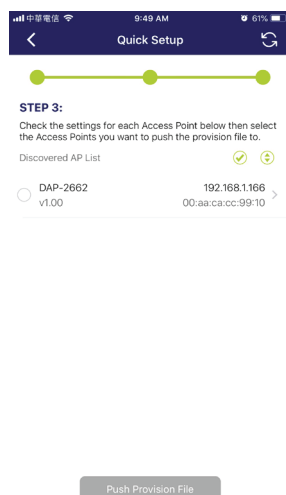 中華電信 9:49 AM 61%
Quick Setup
STEP 3:
Check the settings for each Access Point below then select
the Access Points you want to push the provision file to.
Discovered AP List
DAP-2662 192.168.1.166
v1.00 00:aa:ca:cc:99:10
Push Provision File